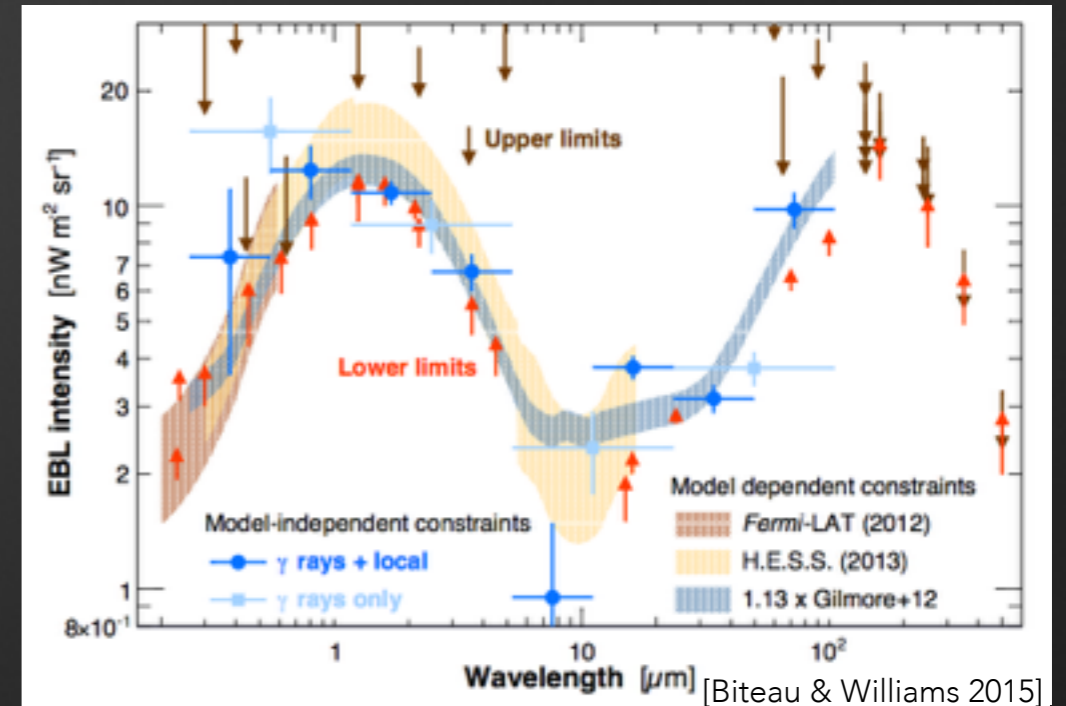 20
10
7
6
5
4
3
2
1
8×10⁻¹
EBL intensity [nW m² sr⁻¹]
Upper limits
Lower limits
Model-independent constraints
γ rays + local
γ rays only
Model dependent constraints
Fermi-LAT (2012)
H.E.S.S. (2013)
1.13 x Gilmore+12
1 10 10²
Wavelength [μm]
[Biteau & Williams 2015]